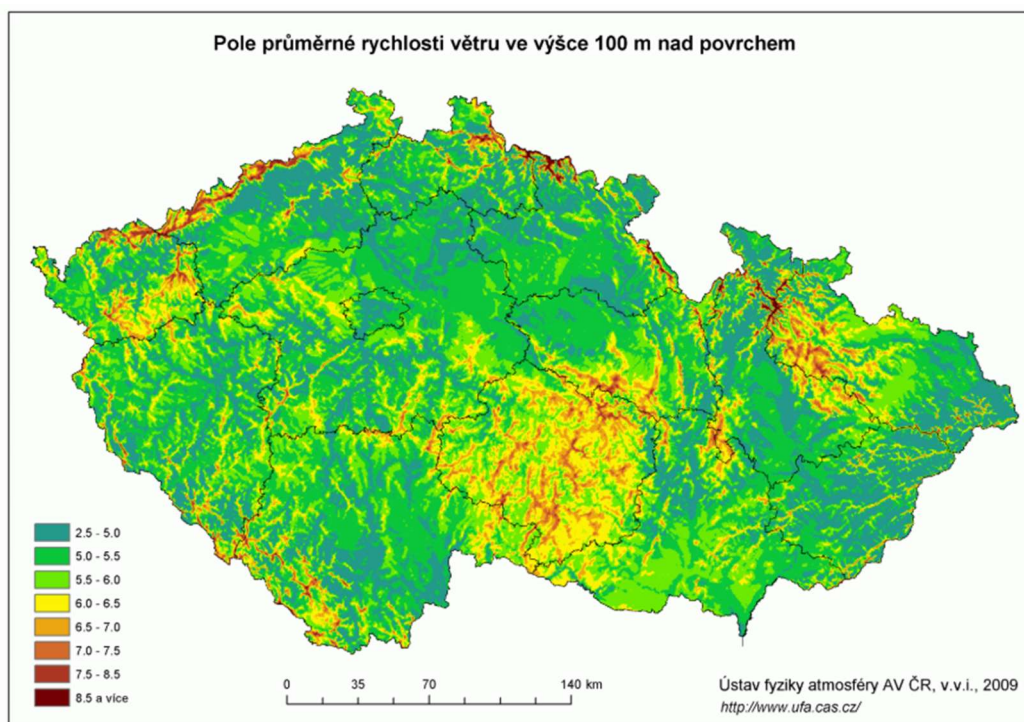 Pole průměrné rychlosti větru ve výšce 100 m nad povrchem
2.5 - 5.0
5.0 - 5.5
5.5 - 6.0
6.0 - 6.5
6.5 - 7.0
7.0 - 7.5
7.5 - 8.5
8.5 a více
0 35 70 140 km
Ústav fyziky atmosféry AV ČR, v.v.i., 2009
http://www.ufa.cas.cz/